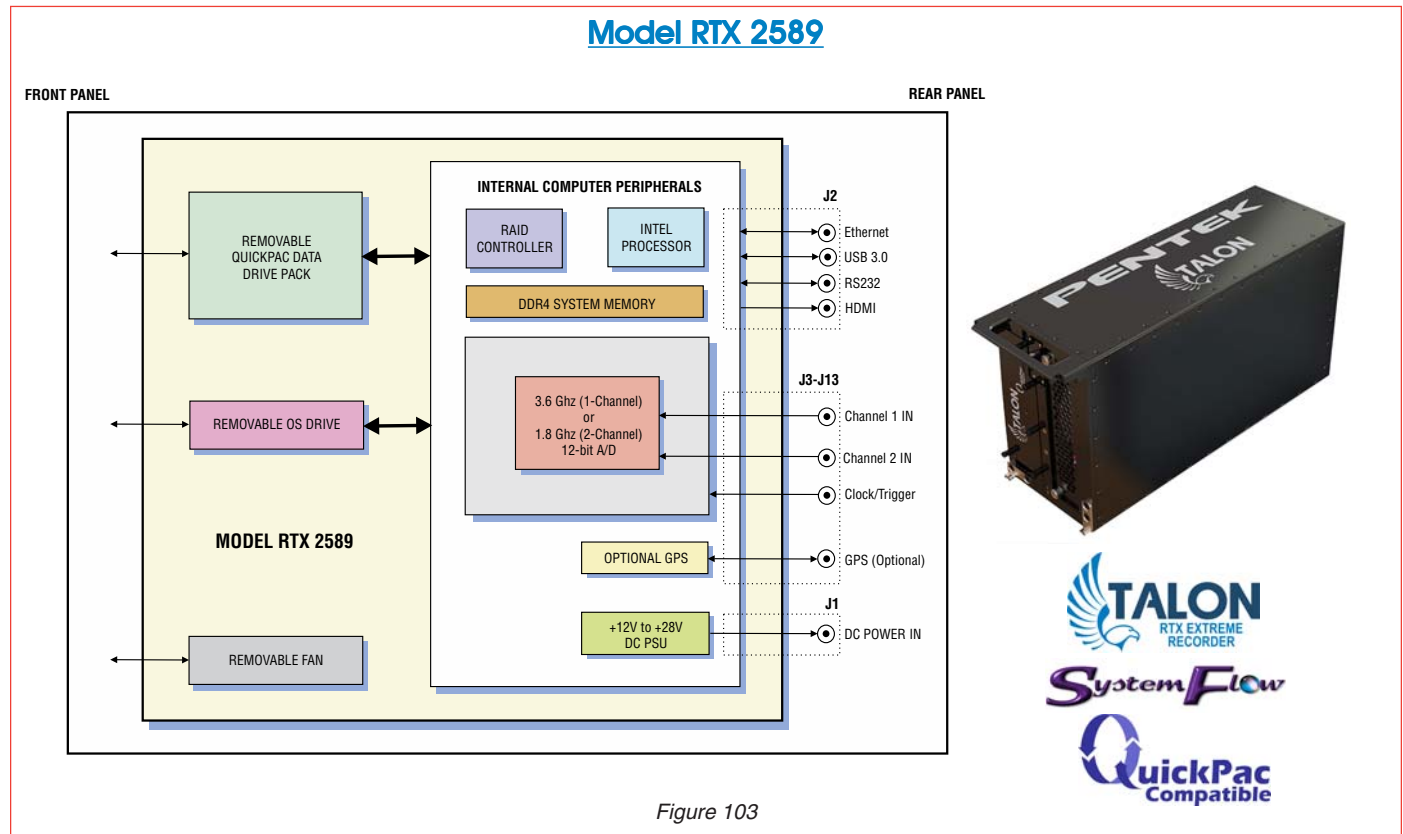 Model RTX 2589
FRONT PANEL
REAR PANEL
REMOVABLE
QUICKPAC DATA
DRIVE PACK
REMOVABLE OS DRIVE
MODEL RTX 2589
REMOVABLE FAN
INTERNAL COMPUTER PERIPHERALS
RAID
CONTROLLER
INTEL
PROCESSOR
DDR4 SYSTEM MEMORY
3.6 Ghz (1-Channel)
or
1.8 Ghz (2-Channel)
12-bit A/D
OPTIONAL GPS
+12V to +28V
DC PSU
J2
Ethernet
USB 3.0
RS232
HDMI
J3-J13
Channel 1 IN
Channel 2 IN
Clock/Trigger
GPS (Optional)
J1
DC POWER IN
PENTEK
TALON
TALON
TALON
RTX EXTREME
RECORDER
SystemFlow
QuickPac
Compatible
Figure 103